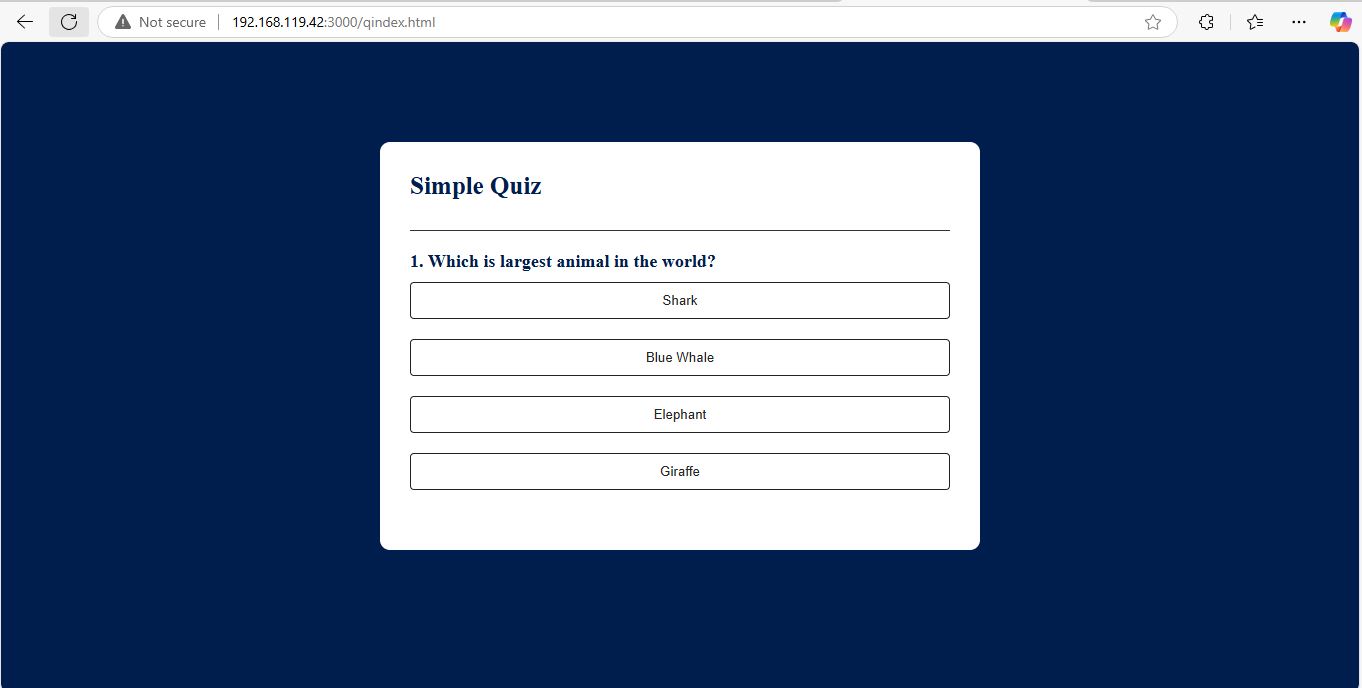 Not secure 192.168.119.42:3000/qindex.html
Simple Quiz
1. Which is largest animal in the world?
Shark
Blue Whale
Elephant
Giraffe